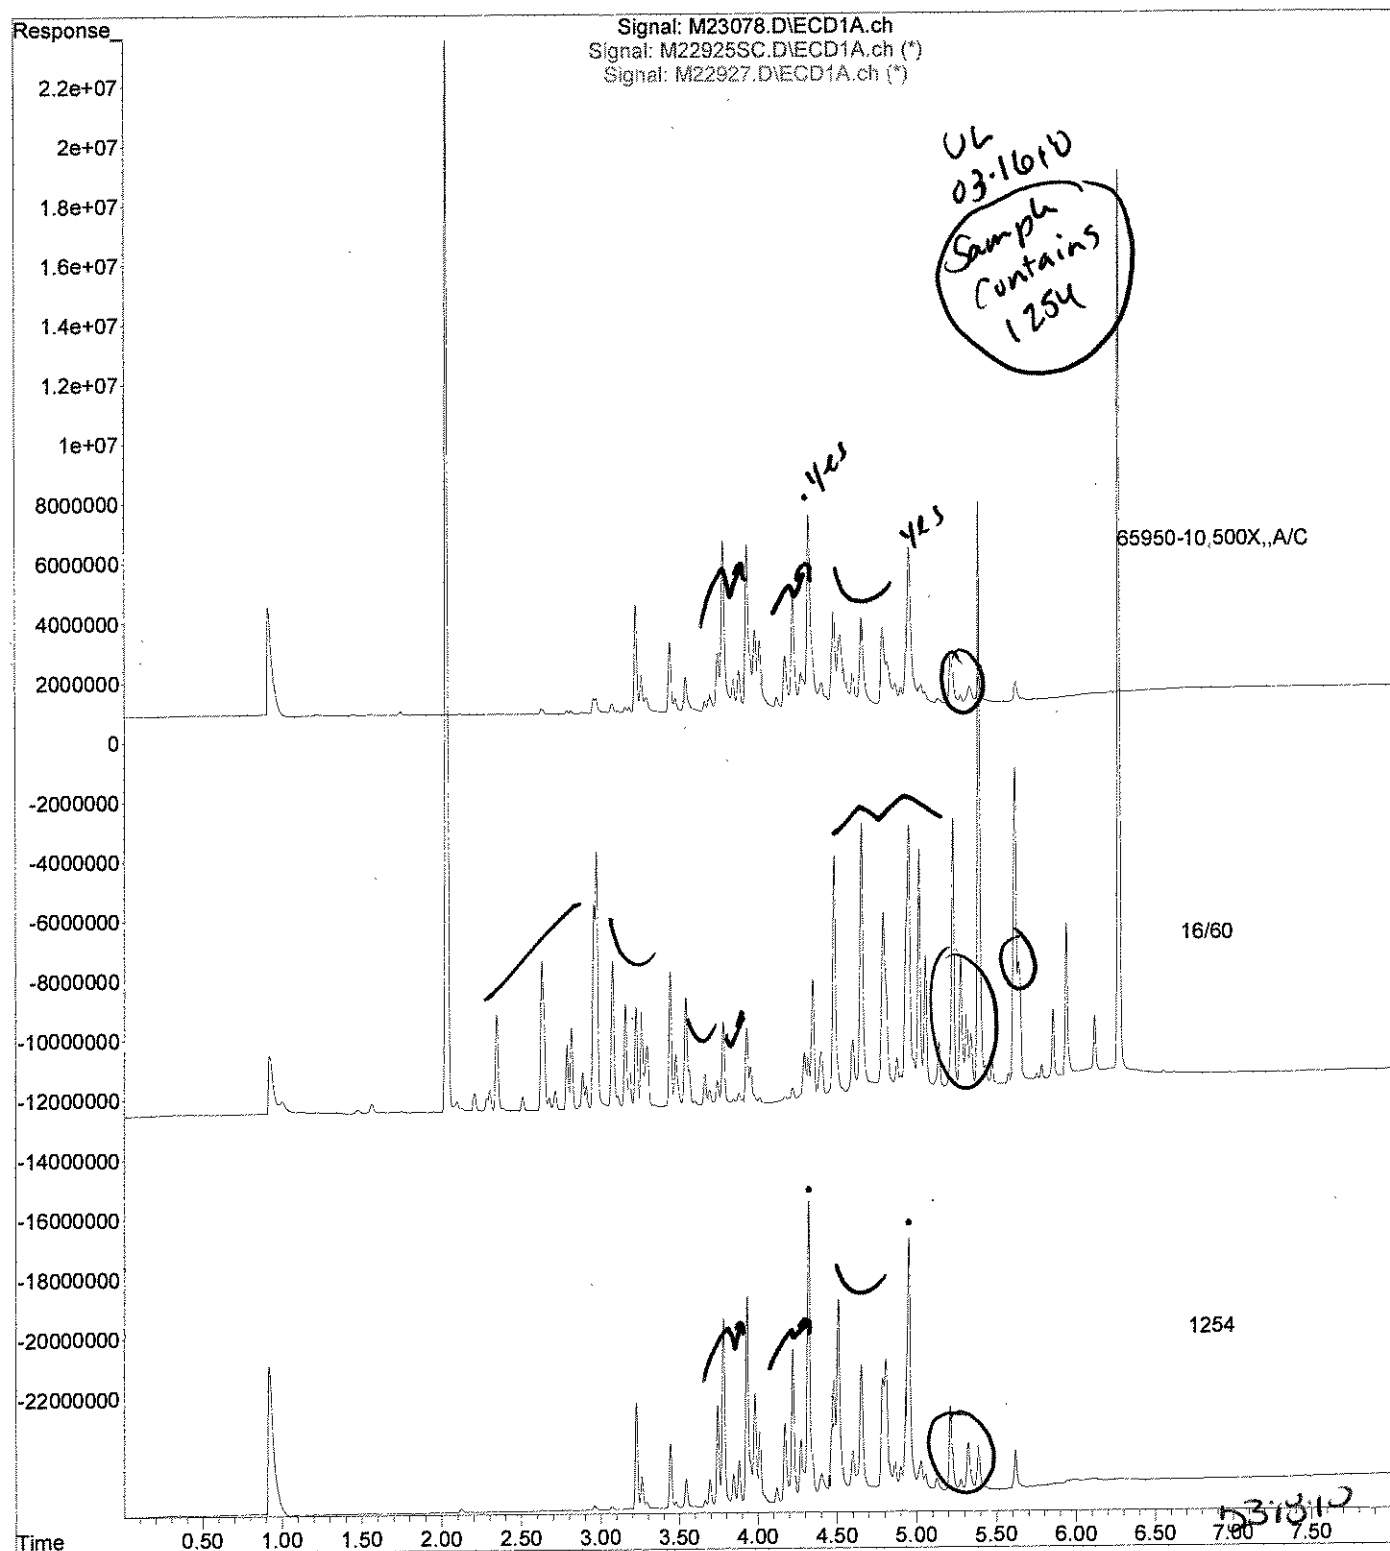 Response_
Signal: M23078.D\ECD1A.ch
Signal: M22925SC.D\ECD1A.ch (*)
Signal: M22927.D\ECD1A.ch (*)
2.2e+07
2e+07
1.8e+07
1.6e+07
1.4e+07
1.2e+07
1e+07
8000000
6000000
4000000
2000000
0
-2000000
-4000000
-6000000
-8000000
-10000000
-12000000
-14000000
-16000000
-18000000
-20000000
-22000000
03.16.10
Sample
Contains
1254
yes
yes
65950-10,500X,,A/C
16/60
1254
Time
0.50 1.00 1.50 2.00 2.50 3.00 3.50 4.00 4.50 5.00 5.50 6.00 6.50 7.00 7.50